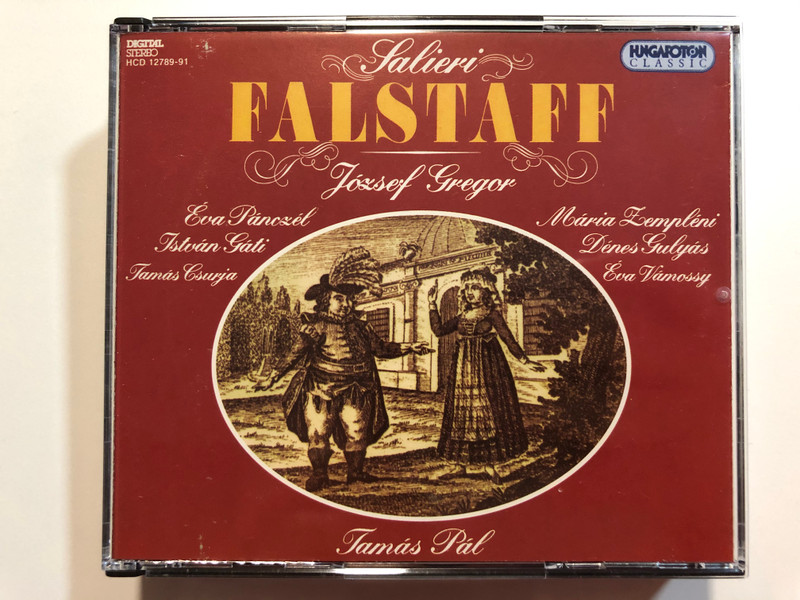 DIGITAL
STEREO
HCD 12789-91
HUNGAROTON
CLASSIC
Salieri
FALSTAFF
József Gregor
Éva Pánczél
Mária Zempléni
István Gáti
Dénes Gulyás
Tamás Csurja
Éva Vámossy
Tamás Pál